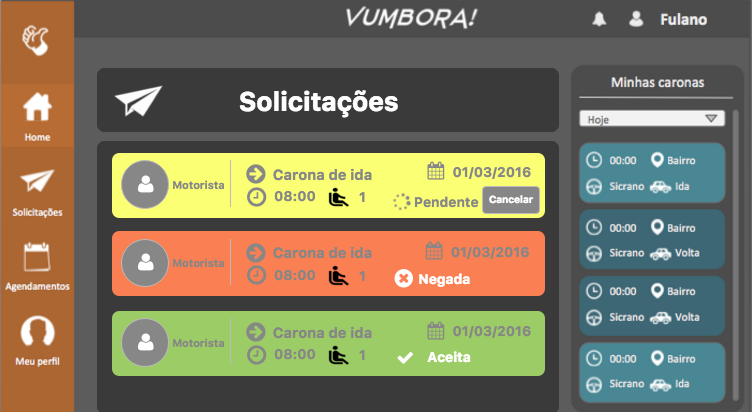 VUMBORA!
Fulano
Home
Solicitações
Agendamentos
Meu perfil
Solicitações
Motorista
Carona de ida
01/03/2016
08:00
1
Pendente
Cancelar
Motorista
Carona de ida
01/03/2016
08:00
1
Negada
Motorista
Carona de ida
01/03/2016
08:00
1
Aceita
Minhas caronas
Hoje
00:00 Bairro
Sicrano Ida
00:00 Bairro
Sicrano Volta
00:00 Bairro
Sicrano Volta
00:00 Bairro
Sicrano Ida